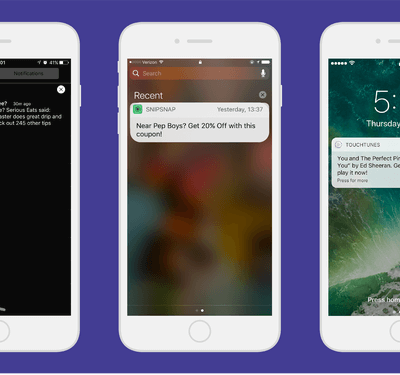 01
41%
Notifications
e?
30m ago
? Serious Eats said:
aster does great drip and
ck out 245 other tips
Verizon
Search
Recent
SNIPSNAP
Yesterday, 13:37
Near Pep Boys? Get 20% Off with this
coupon!
5:
Thursday
TOUCHTUNES
You and The Perfect Pi
You" by Ed Sheeran. Ge
play it now!
Press for more
Press hom